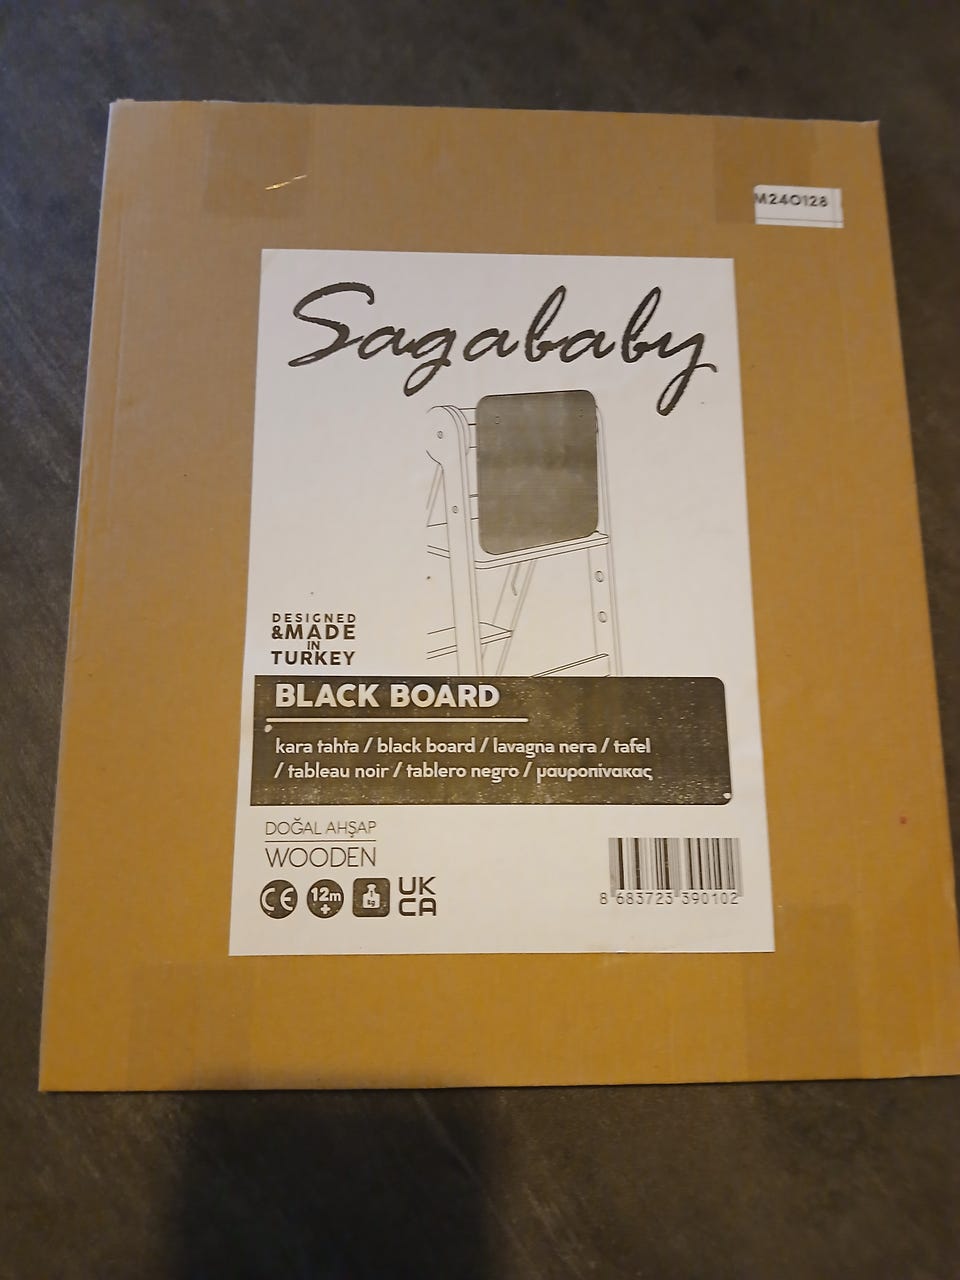 M240128
Sagababy
DESIGNED
&MADE
IN
TURKEY
BLACK BOARD
kara tahta / black board / lavagna nera / tafel
/ tableau noir / tablero negro / μαυροπίνακας
DOĞAL AHŞAP
WOODEN
CE 12m + kg UK CA
8 683723 390102